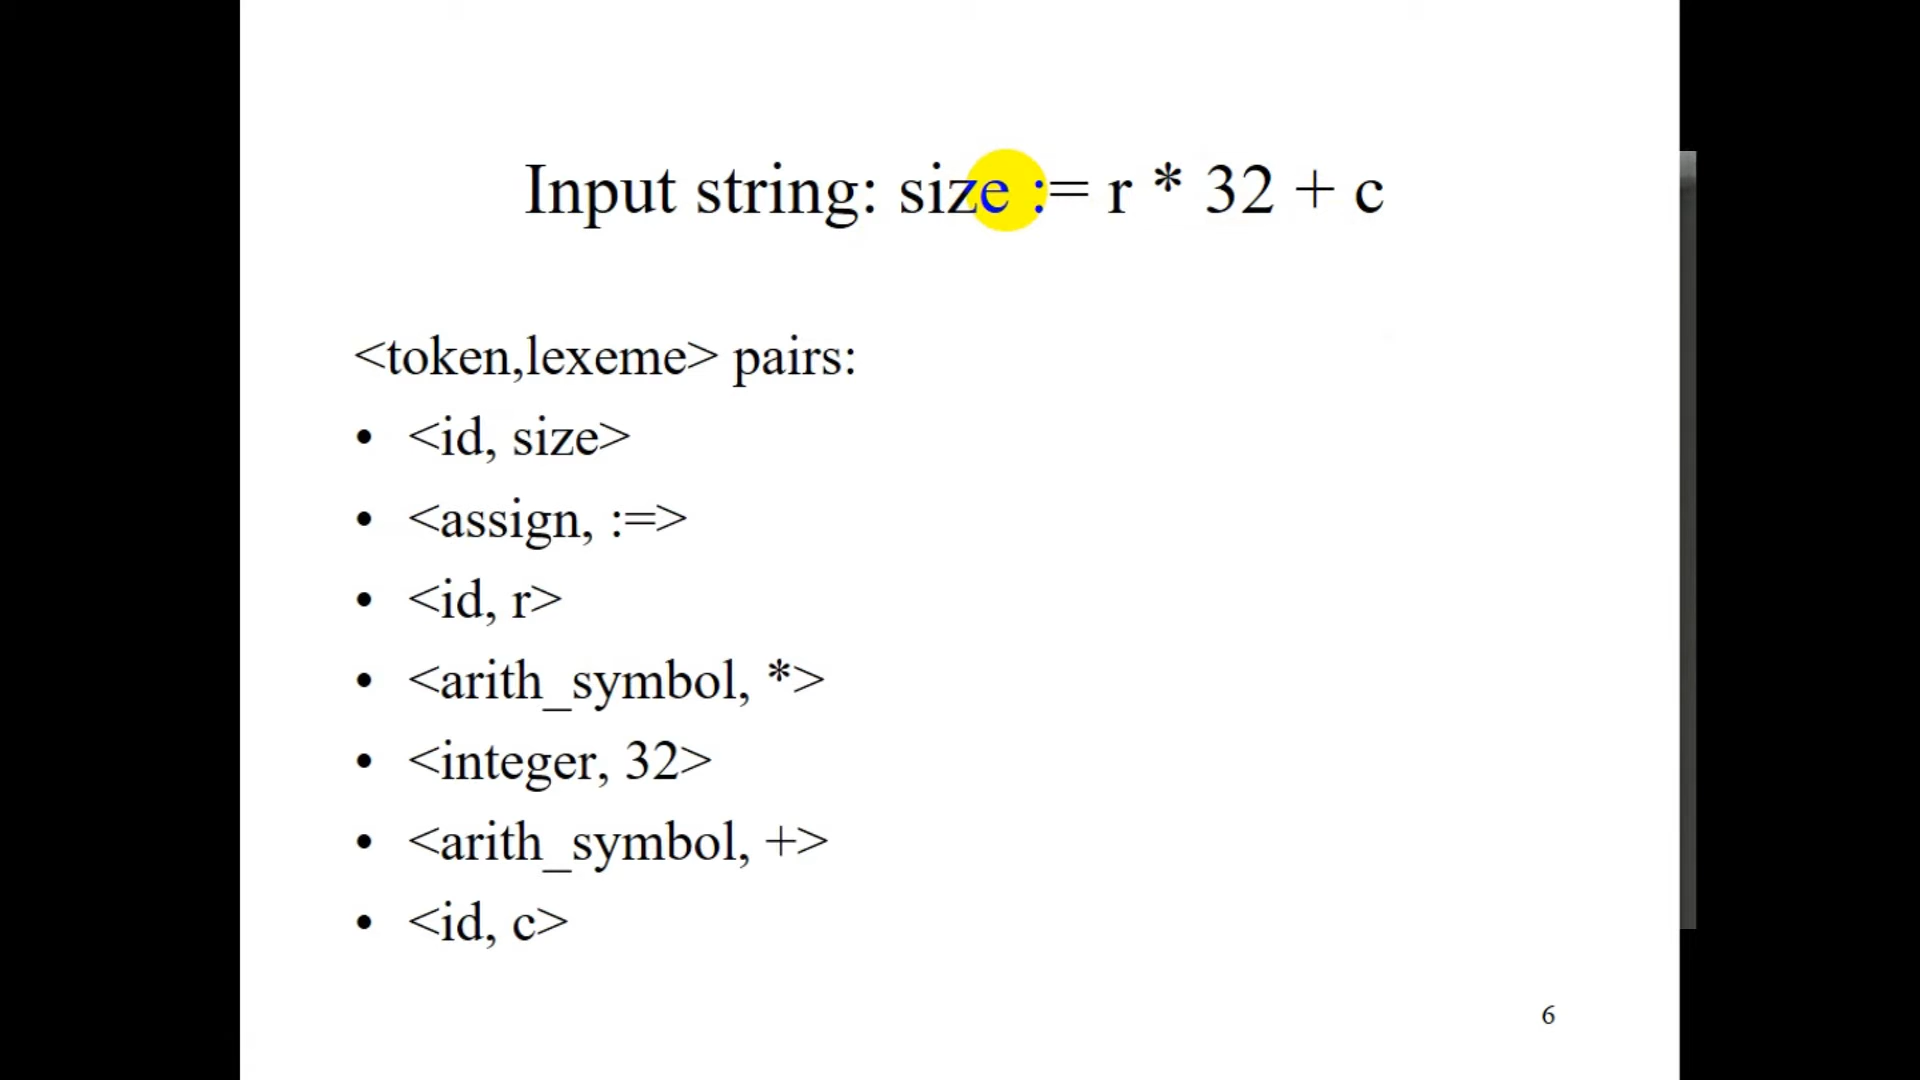 Input string: size := r * 32 + c
<token,lexeme> pairs:
• <id, size>
• <assign, :=>
• <id, r>
• <arith_symbol, *>
• <integer, 32>
• <arith_symbol, +>
• <id, c>
6